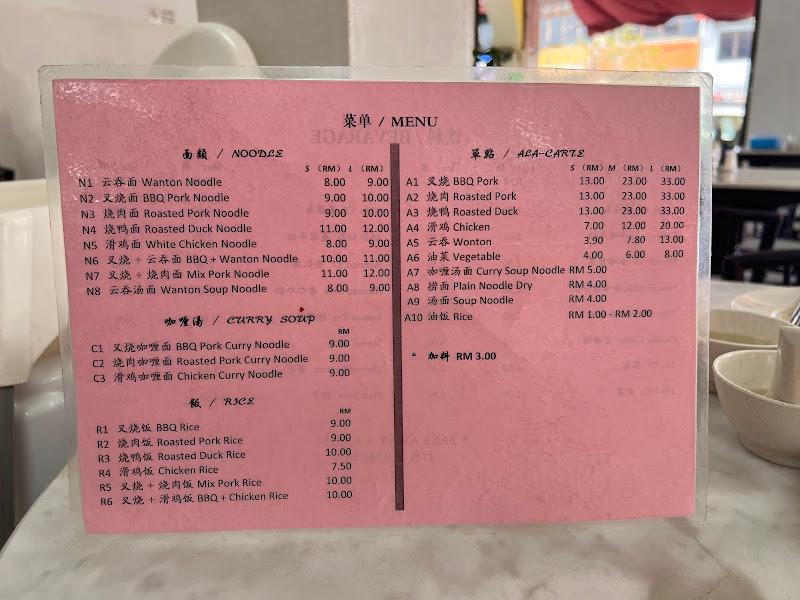 菜单 / MENU
面類 / NOODLE
S (RM) L (RM)
N1 云吞面 Wanton Noodle 8.00 9.00
N2 叉烧面 BBQ Pork Noodle 9.00 10.00
N3 烧肉面 Roasted Pork Noodle 9.00 10.00
N4 烧鸭面 Roasted Duck Noodle 11.00 12.00
N5 滑鸡面 White Chicken Noodle 8.00 9.00
N6 叉烧 + 云吞面 BBQ + Wanton Noodle 10.00 11.00
N7 叉烧 + 烧肉面 Mix Pork Noodle 11.00 12.00
N8 云吞汤面 Wanton Soup Noodle 8.00 9.00
咖喱湯 / CURRY SOUP
RM
C1 叉烧咖喱面 BBQ Pork Curry Noodle 9.00
C2 烧肉咖喱面 Roasted Pork Curry Noodle 9.00
C3 滑鸡咖喱面 Chicken Curry Noodle 9.00
飯 / RICE
RM
R1 叉烧饭 BBQ Rice 9.00
R2 烧肉饭 Roasted Pork Rice 9.00
R3 烧鸭饭 Roasted Duck Rice 10.00
R4 滑鸡饭 Chicken Rice 7.50
R5 叉烧 + 烧肉饭 Mix Pork Rice 10.00
R6 叉烧 + 滑鸡饭 BBQ + Chicken Rice 10.00
單點 / ALA-CARTE
S (RM) M (RM) L (RM)
A1 叉烧 BBQ Pork 13.00 23.00 33.00
A2 烧肉 Roasted Pork 13.00 23.00 33.00
A3 烧鸭 Roasted Duck 13.00 23.00 33.00
A4 滑鸡 Chicken 7.00 12.00 20.00
A5 云吞 Wonton 3.90 7.80 13.00
A6 油菜 Vegetable 4.00 6.00 8.00
A7 咖喱汤面 Curry Soup Noodle RM 5.00
A8 捞面 Plain Noodle Dry RM 4.00
A9 汤面 Soup Noodle RM 4.00
A10 油饭 Rice RM 1.00 - RM 2.00
* 加料 RM 3.00